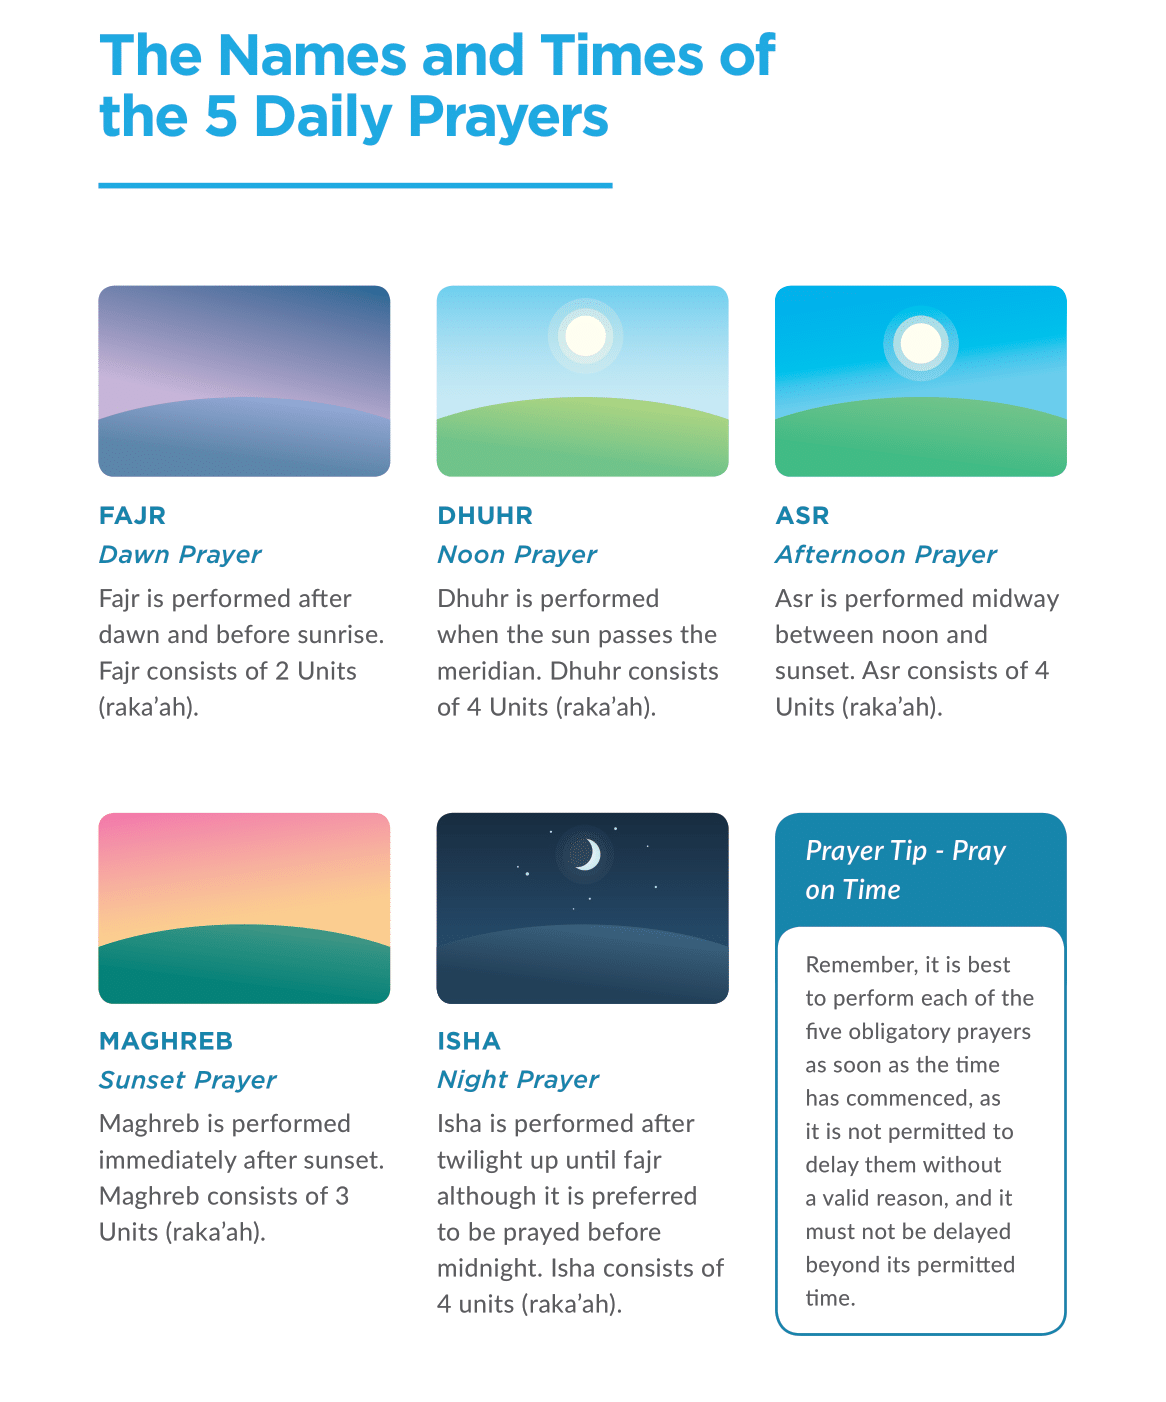 The Names and Times of
the 5 Daily Prayers
FAJR
Dawn Prayer
Fajr is performed after
dawn and before sunrise.
Fajr consists of 2 Units
(raka’ah).
DHUHR
Noon Prayer
Dhuhr is performed
when the sun passes the
meridian. Dhuhr consists
of 4 Units (raka’ah).
ASR
Afternoon Prayer
Asr is performed midway
between noon and
sunset. Asr consists of 4
Units (raka’ah).
MAGHREB
Sunset Prayer
Maghreb is performed
immediately after sunset.
Maghreb consists of 3
Units (raka’ah).
ISHA
Night Prayer
Isha is performed after
twilight up until fajr
although it is preferred
to be prayed before
midnight. Isha consists of
4 units (raka’ah).
Prayer Tip - Pray
on Time
Remember, it is best
to perform each of the
five obligatory prayers
as soon as the time
has commenced, as
it is not permitted to
delay them without
a valid reason, and it
must not be delayed
beyond its permitted
time.